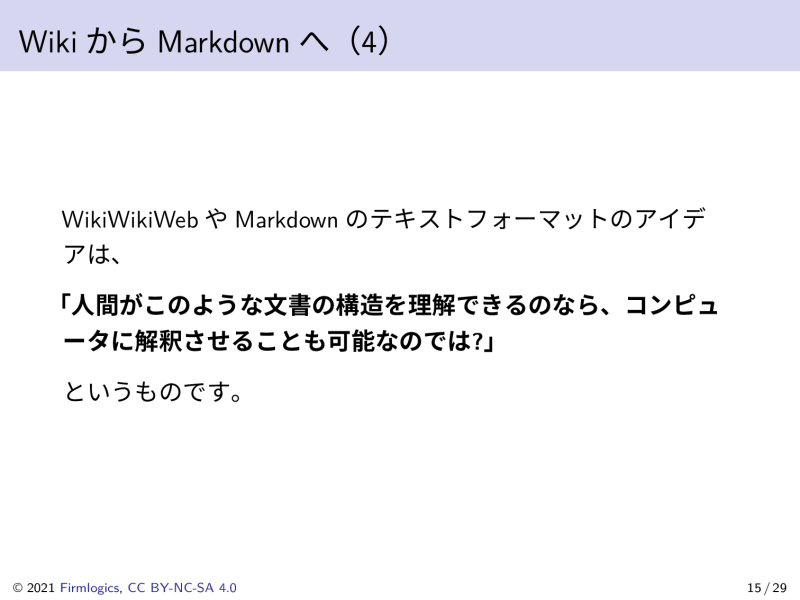 Wiki から Markdown へ（4）
WikiWikiWeb や Markdown のテキストフォーマットのアイデ
アは、
「人間がこのような文書の構造を理解できるのなら、コンピュ
ータに解釈させることも可能なのでは?」
というものです。
© 2021 Firmlogics, CC BY-NC-SA 4.0
15 / 29